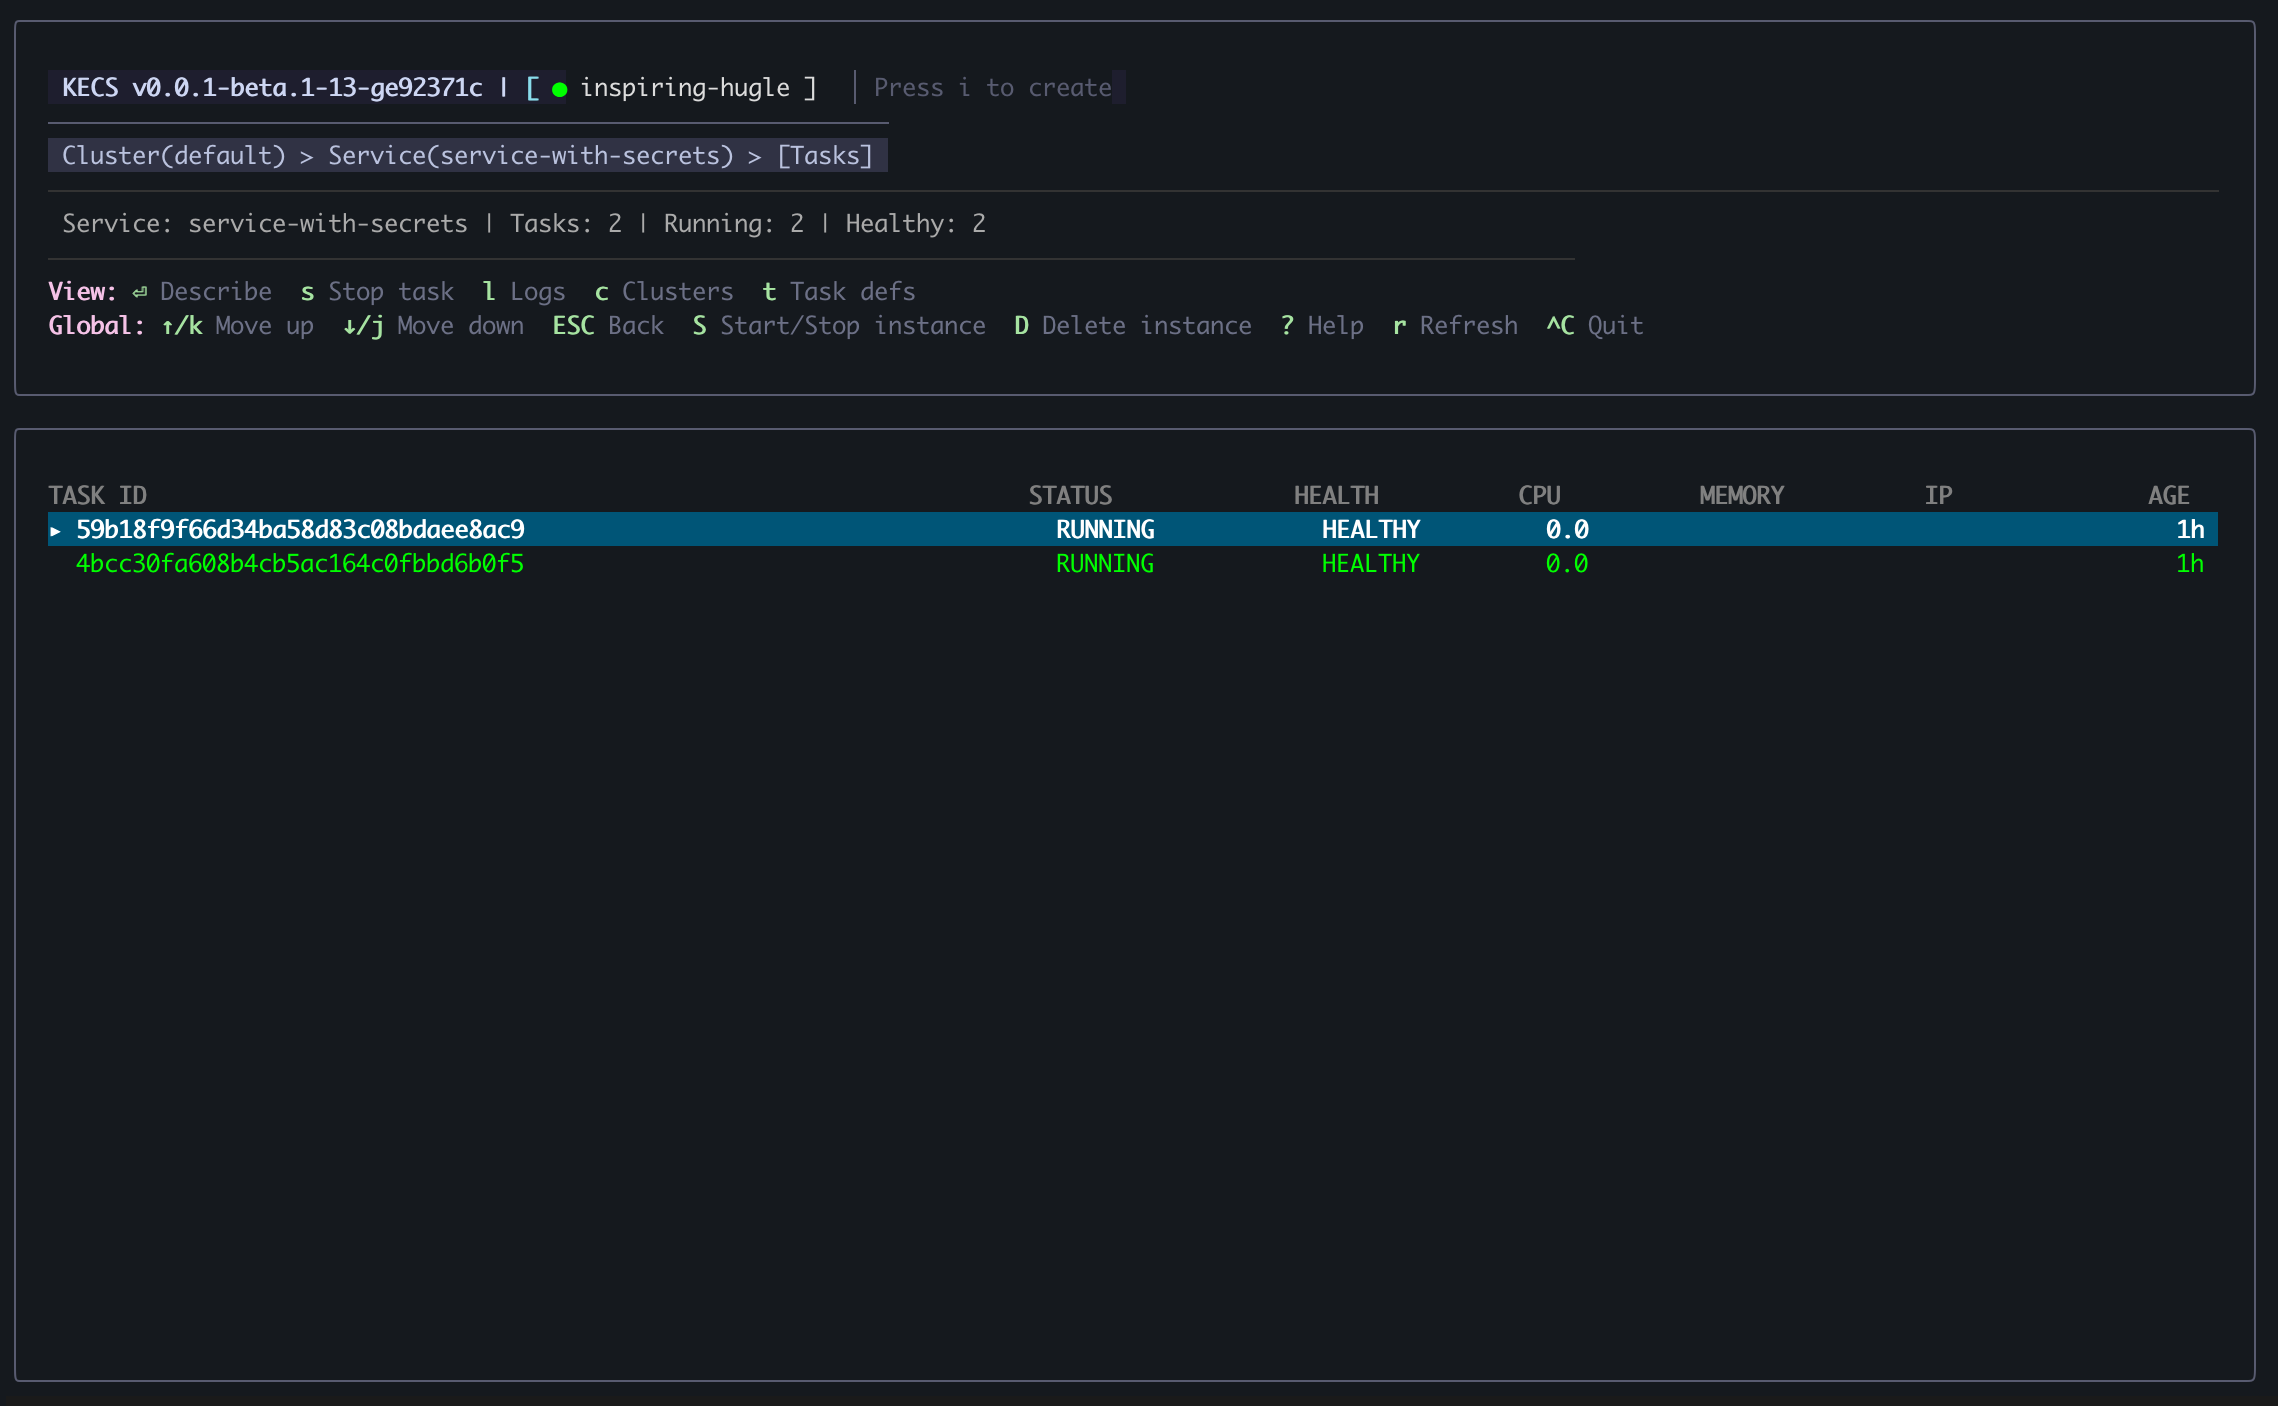 KECS v0.0.1-beta.1-13-ge92371c | [ ● inspiring-hugle ] │ Press i to create
Cluster(default) > Service(service-with-secrets) > [Tasks]
Service: service-with-secrets | Tasks: 2 | Running: 2 | Healthy: 2
View: ⏎ Describe s Stop task l Logs c Clusters t Task defs
Global: ↑/k Move up ↓/j Move down ESC Back S Start/Stop instance D Delete instance ? Help r Refresh ^C Quit
TASK ID STATUS HEALTH CPU MEMORY IP AGE
▸ 59b18f9f66d34ba58d83c08bdaee8ac9 RUNNING HEALTHY 0.0 1h
4bcc30fa608b4cb5ac164c0fbbd6b0f5 RUNNING HEALTHY 0.0 1h